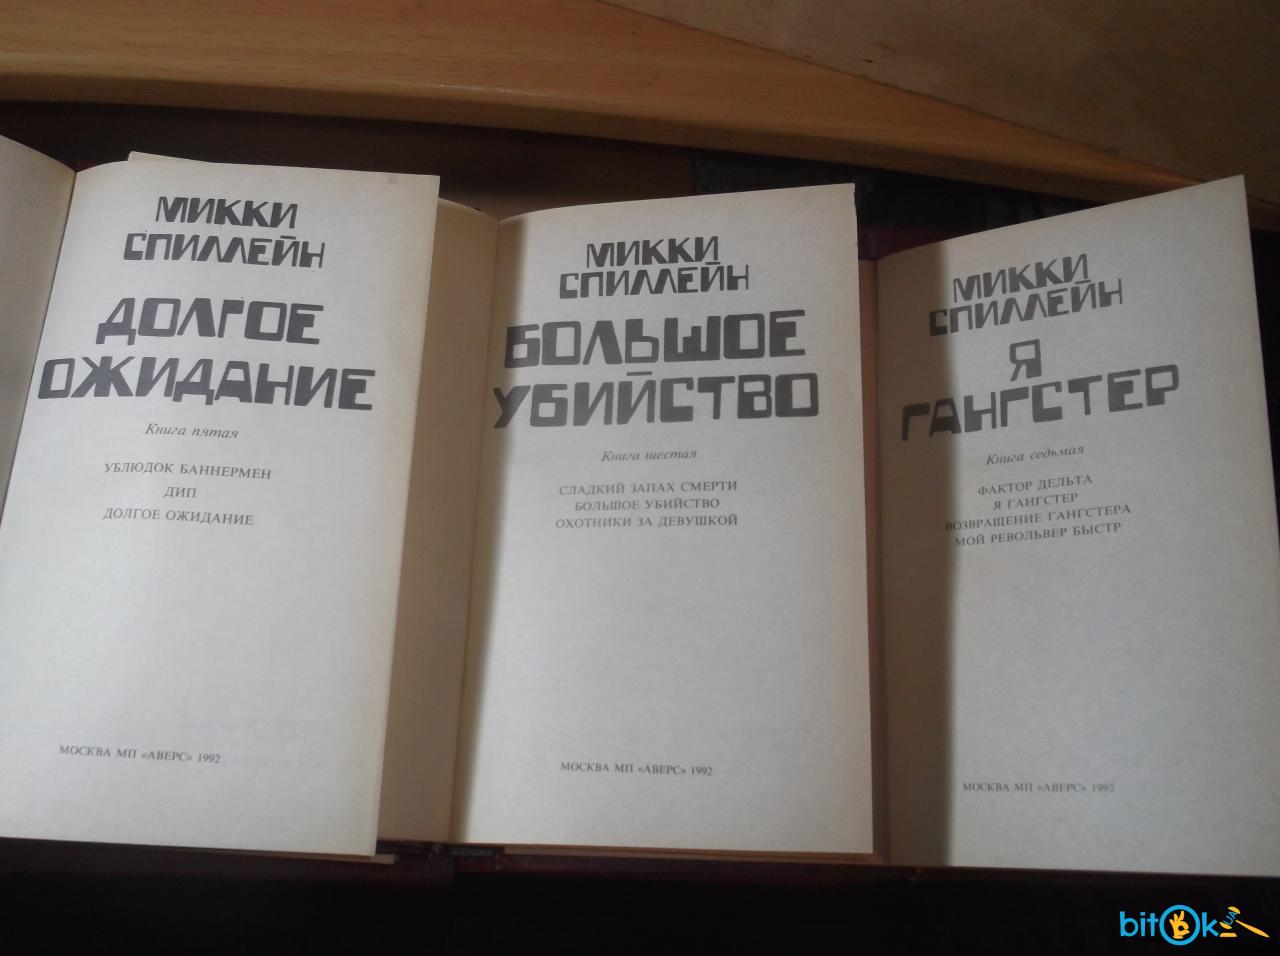 МИККИ
СПИЛЛЕЙН
ДОЛГОЕ
ОЖИДАНИЕ
Книга пятая
УБЛЮДОК БАННЕРМЕН
ДИП
ДОЛГОЕ ОЖИДАНИЕ
МОСКВА МП «АВЕРС» 1992
МИККИ
СПИЛЛЕЙН
БОЛЬШОЕ
УБИЙСТВО
Книга шестая
СЛАДКИЙ ЗАПАХ СМЕРТИ
БОЛЬШОЕ УБИЙСТВО
ОХОТНИКИ ЗА ДЕВУШКОЙ
МОСКВА МП «АВЕРС» 1992
МИККИ
СПИЛЛЕЙН
Я
ГАНГСТЕР
Книга седьмая
ФАКТОР ДЕЛЬТА
Я ГАНГСТЕР
ВОЗВРАЩЕНИЕ ГАНГСТЕРА
МОЙ РЕВОЛЬВЕР БЫСТР
МОСКВА МП «АВЕРС»
bitOk UA